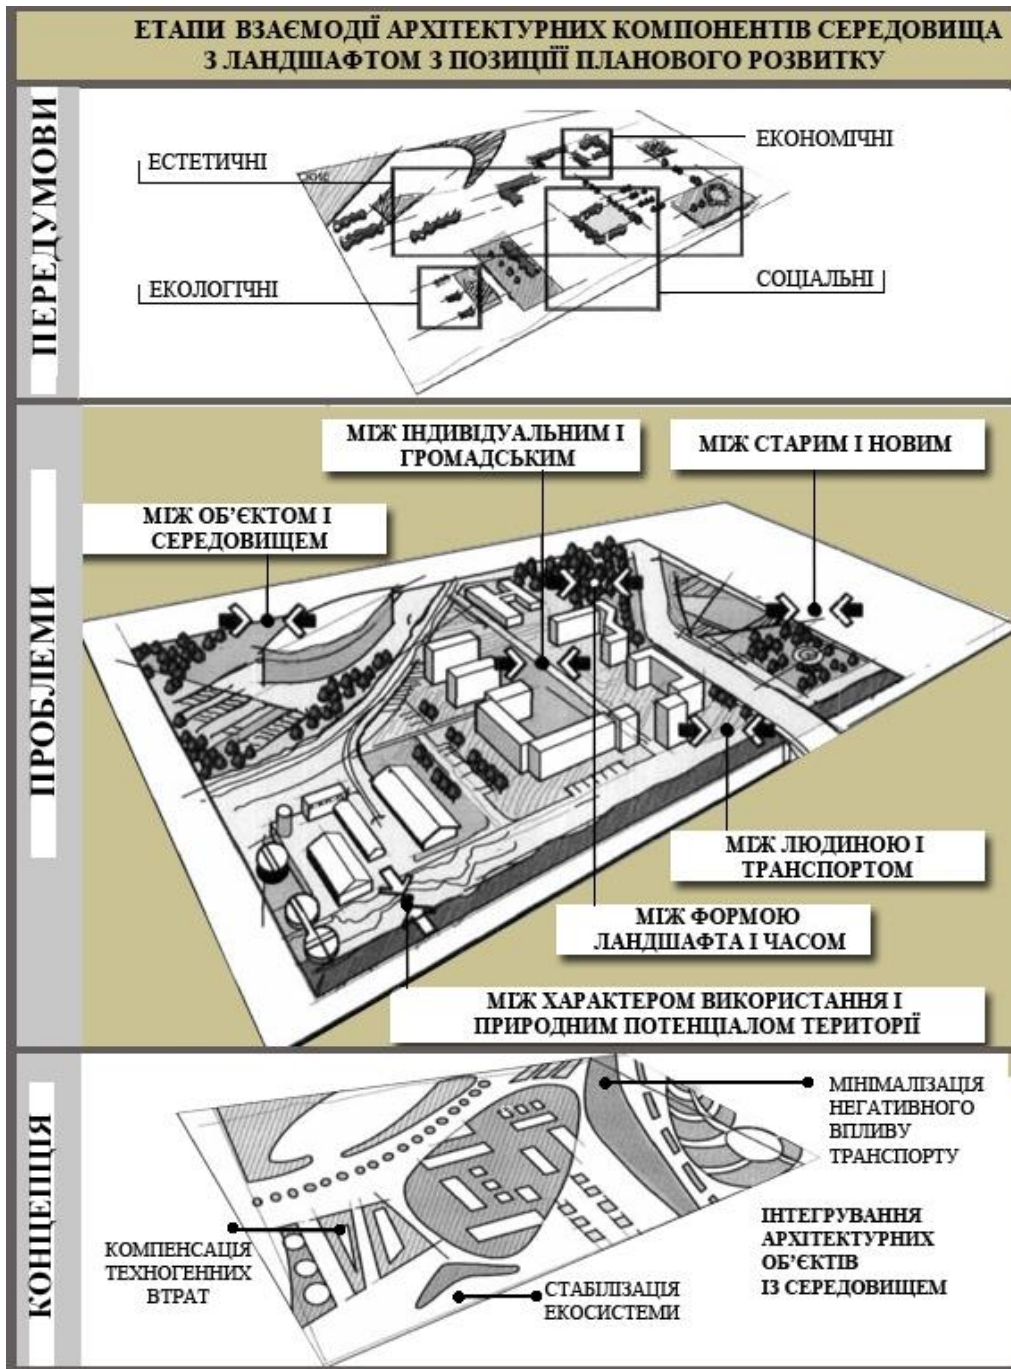 ЕТАПИ ВЗАЄМОДІЇ АРХІТЕКТУРНИХ КОМПОНЕНТІВ СЕРЕДОВИЩА
З ЛАНДШАФТОМ З ПОЗИЦІЇЇ ПЛАНОВОГО РОЗВИТКУ
ПЕРЕДУМОВИ
ЕСТЕТИЧНІ
ЕКОНОМІЧНІ
ЕКОЛОГІЧНІ
СОЦІАЛЬНІ
ПРОБЛЕМИ
МІЖ ІНДИВІДУАЛЬНИМ І
ГРОМАДСЬКИМ
МІЖ СТАРИМ І НОВИМ
МІЖ ОБ’ЄКТОМ І
СЕРЕДОВИЩЕМ
МІЖ ЛЮДИНОЮ І
ТРАНСПОРТОМ
МІЖ ФОРМОЮ
ЛАНДШАФТА І ЧАСОМ
МІЖ ХАРАКТЕРОМ ВИКОРИСТАННЯ І
ПРИРОДНИМ ПОТЕНЦІАЛОМ ТЕРИТОРІЇ
КОНЦЕПЦІЯ
МІНІМАЛІЗАЦІЯ
НЕГАТИВНОГО
ВПЛИВУ
ТРАНСПОРТУ
КОМПЕНСАЦІЯ
ТЕХНОГЕННИХ
ВТРАТ
СТАБІЛІЗАЦІЯ
ЕКОСИСТЕМИ
ІНТЕГРУВАННЯ
АРХІТЕКТУРНИХ
ОБ’ЄКТІВ
ІЗ СЕРЕДОВИЩЕМ